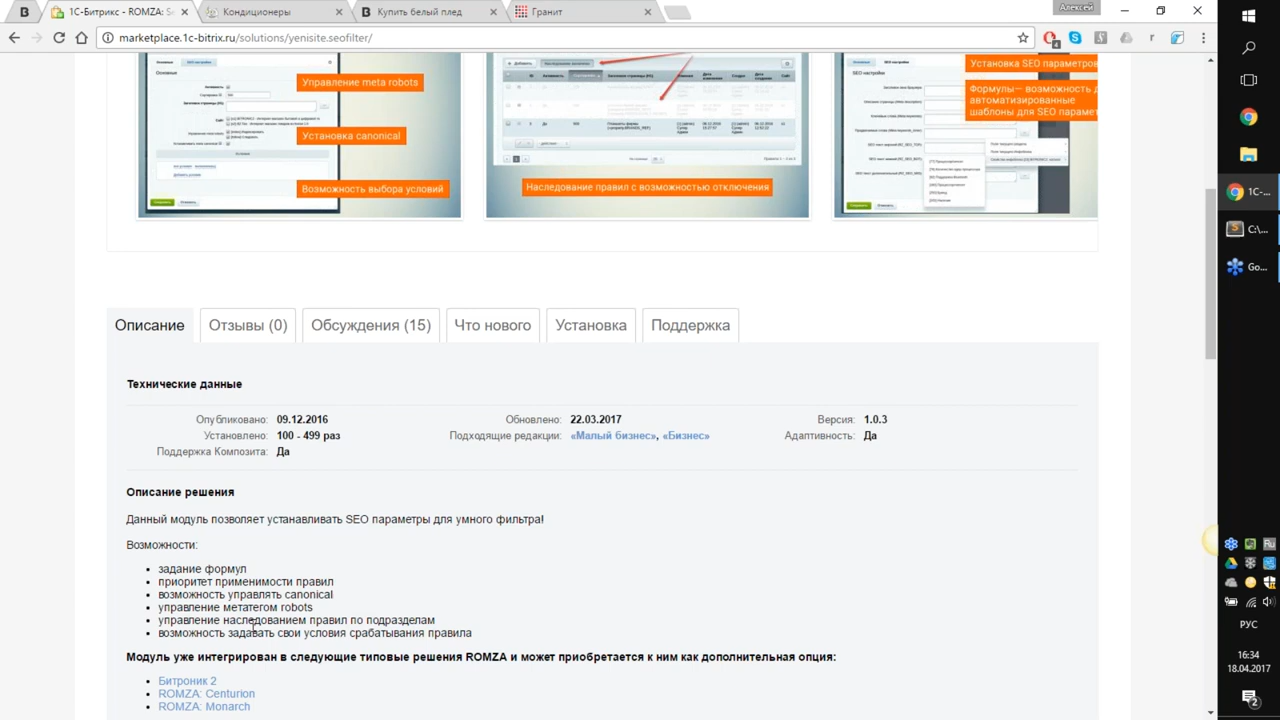 1С-Битрикс - ROMZA: Se
Кондиционеры
Купить белый плед
Гранит
Алексей
marketplace.1c-bitrix.ru/solutions/yenisite.seofilter/
Управление meta robots
Установка canonical
Возможность выбора условий
Наследование правил с возможностью отключения
SEO настройки
Установка SEO параметров
Формулы— возможность д
автоматизированные
шаблоны для SEO парамет
Описание
Отзывы (0)
Обсуждения (15)
Что нового
Установка
Поддержка
Технические данные
Опубликовано: 09.12.2016 Обновлено: 22.03.2017 Версия: 1.0.3
Установлено: 100 - 499 раз Подходящие редакции: «Малый бизнес», «Бизнес» Адаптивность: Да
Поддержка Композита: Да
Описание решения
Данный модуль позволяет устанавливать SEO параметры для умного фильтра!
Возможности:
задание формул
приоритет применимости правил
возможность управлять canonical
управление метатегом robots
управление наследованием правил по подразделам
возможность задавать свои условия срабатывания правила
Модуль уже интегрирован в следующие типовые решения ROMZA и может приобретается к ним как дополнительная опция:
Битроник 2
ROMZA: Centurion
ROMZA: Monarch
1С-...
C:\...
Go...
РУС
16:34
18.04.2017
2